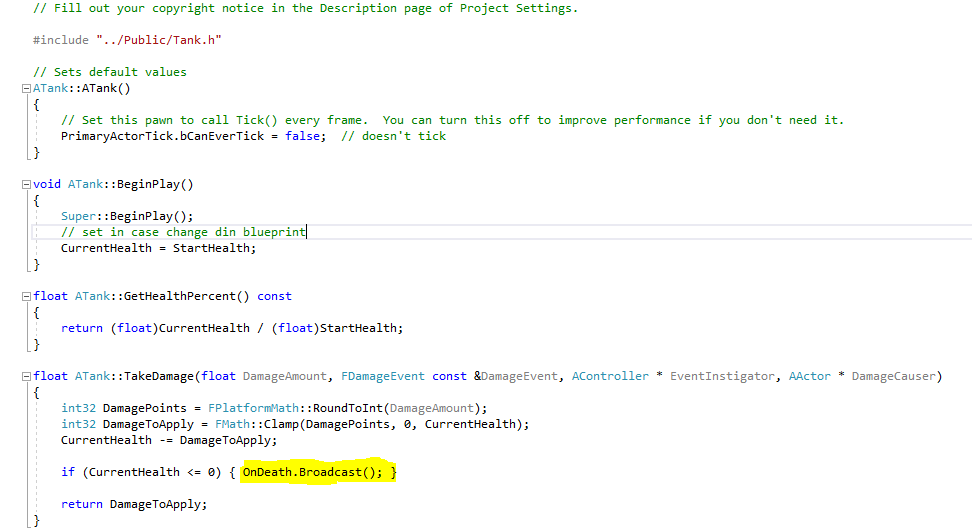 // Fill out your copyright notice in the Description page of Project Settings.
#include "../Public/Tank.h"
// Sets default values
ATank::ATank()
{
// Set this pawn to call Tick() every frame.  You can turn this off to improve performance if you don't need it.
PrimaryActorTick.bCanEverTick = false;  // doesn't tick
}
void ATank::BeginPlay()
{
Super::BeginPlay();
// set in case change din blueprint
CurrentHealth = StartHealth;
}
float ATank::GetHealthPercent() const
{
return (float)CurrentHealth / (float)StartHealth;
}
float ATank::TakeDamage(float DamageAmount, FDamageEvent const &DamageEvent, AController * EventInstigator, AActor * DamageCauser)
{
int32 DamagePoints = FPlatformMath::RoundToInt(DamageAmount);
int32 DamageToApply = FMath::Clamp(DamagePoints, 0, CurrentHealth);
CurrentHealth -= DamageToApply;
if (CurrentHealth <= 0) { OnDeath.Broadcast(); }
return DamageToApply;
}